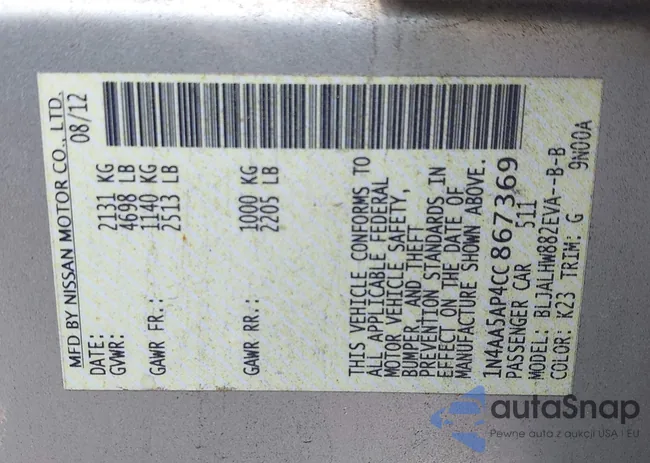 MFD BY NISSAN MOTOR CO., LTD.
DATE: 08/12
GVWR: 2131 KG
4698 LB
GAWR FR.: 1140 KG
2513 LB
GAWR RR.: 1000 KG
2205 LB
THIS VEHICLE CONFORMS TO
ALL APPLICABLE FEDERAL
MOTOR VEHICLE SAFETY,
BUMPER, AND THEFT
PREVENTION STANDARDS IN
EFFECT ON THE DATE OF
MANUFACTURE SHOWN ABOVE.
1N4AA5AP4CC867369
PASSENGER CAR 511
MODEL: BLJALHW882EVA--B-B
COLOR: K23 TRIM: G 9N00A
autaSnap
Pewne auta z aukcji USA i EU